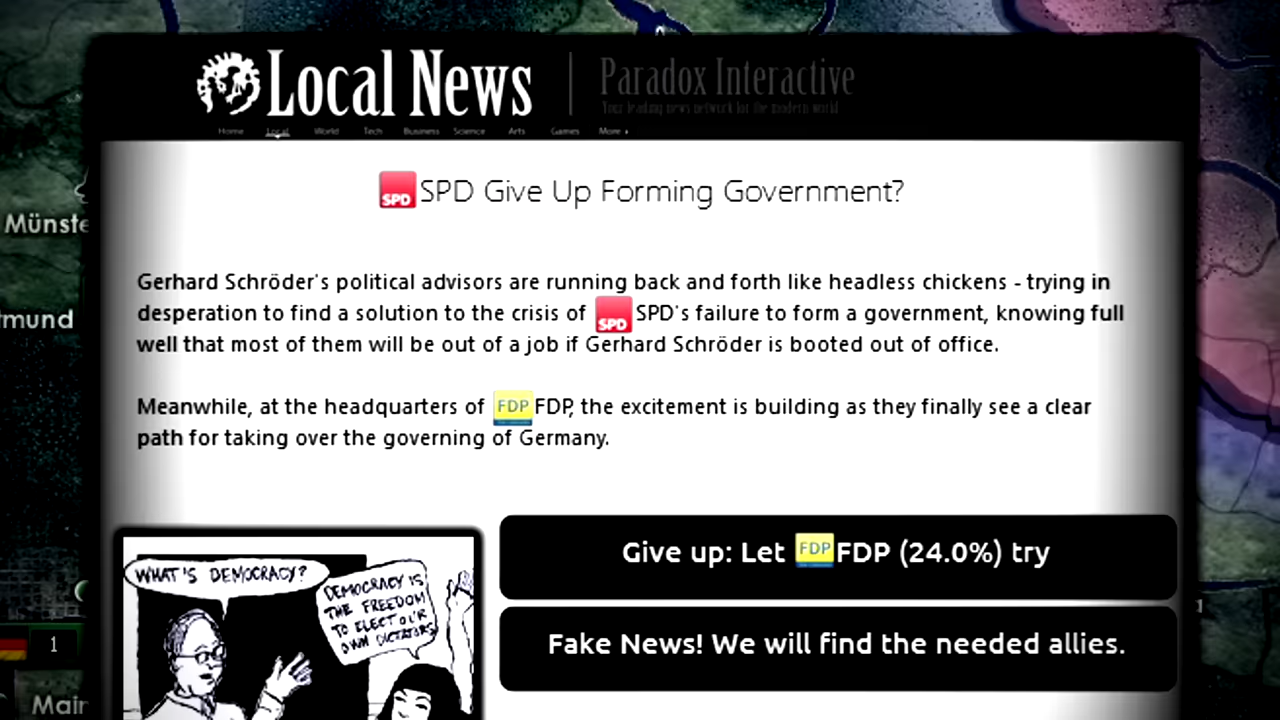 Local News
Paradox Interactive
Your leading news network for the modern world
Home Local World Tech Business Science Arts Games More
SPD SPD Give Up Forming Government?
Münste
Gerhard Schröder's political advisors are running back and forth like headless chickens - trying in
desperation to find a solution to the crisis of SPD SPD's failure to form a government, knowing full
tmund
well that most of them will be out of a job if Gerhard Schröder is booted out of office.
Meanwhile, at the headquarters of FDP FDP, the excitement is building as they finally see a clear
path for taking over the governing of Germany.
Give up: Let FDP FDP (24.0%) try
WHAT'S DEMOCRACY?
DEMOCRACY IS
THE FREEDOM
TO ELECT OUR
OWN DICTATORS
Fake News! We will find the needed allies.
1
Mair